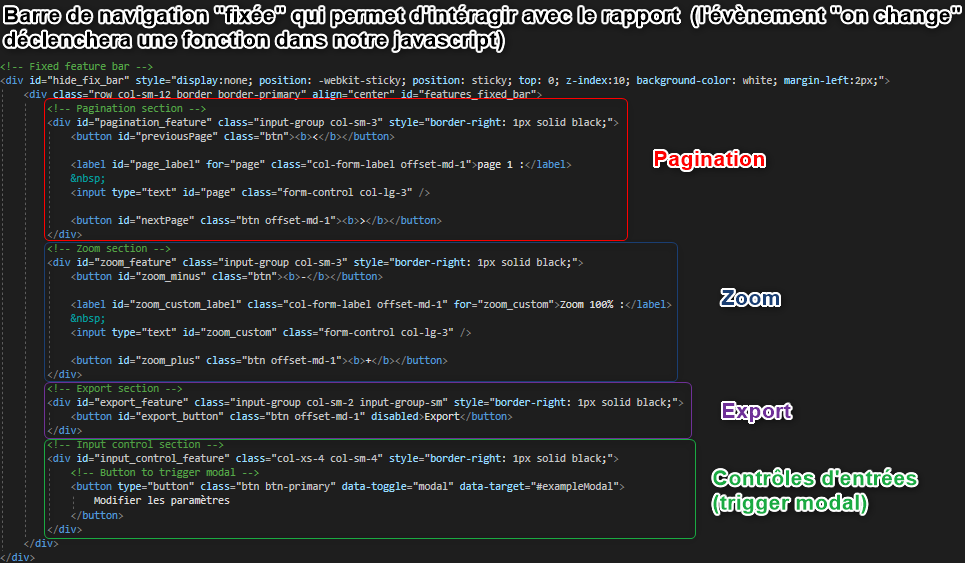 Barre de navigation "fixée" qui permet d'intéragir avec le rapport  (l'évènement "on change"
déclenchera une fonction dans notre javascript)
<!-- Fixed feature bar -->
<div id="hide_fix_bar" style="display:none; position: -webkit-sticky; position: sticky; top: 0; z-index:10; background-color: white; margin-left:2px;">
<div class="row col-sm-12 border border-primary" align="center" id="features_fixed_bar">
<!-- Pagination section -->
<div id="pagination_feature" class="input-group col-sm-3" style="border-right: 1px solid black;">
<button id="previousPage" class="btn"><b><</b></button>
<label id="page_label" for="page" class="col-form-label offset-md-1">page 1 :</label>
Pagination
&nbsp;
<input type="text" id="page" class="form-control col-lg-3" />
<button id="nextPage" class="btn offset-md-1"><b>></b></button>
</div>
<!-- Zoom section -->
<div id="zoom_feature" class="input-group col-sm-3" style="border-right: 1px solid black;">
<button id="zoom_minus" class="btn"><b>-</b></button>
<label id="zoom_custom_label" class="col-form-label offset-md-1" for="zoom_custom">Zoom 100% :</label>
Zoom
&nbsp;
<input type="text" id="zoom_custom" class="form-control col-lg-3" />
<button id="zoom_plus" class="btn offset-md-1"><b>+</b></button>
</div>
<!-- Export section -->
<div id="export_feature" class="input-group col-sm-2 input-group-sm" style="border-right: 1px solid black;">
<button id="export_button" class="btn offset-md-1" disabled>Export</button>
Export
</div>
<!-- Input control section -->
<div id="input_control_feature" class="col-xs-4 col-sm-4" style="border-right: 1px solid black;">
<!-- Button to trigger modal -->
<button type="button" class="btn btn-primary" data-toggle="modal" data-target="#exampleModal">
Modifier les paramètres
</button>
Contrôles d'entrées
(trigger modal)
</div>
</div>
</div>